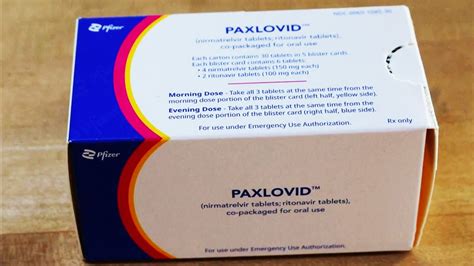 Pfizer
PAXLOVID™
(nirmatrelvir tablets; ritonavir tablets),
co-packaged for oral use
Each carton contains 30 tablets in 5 blister cards.
Each blister card contains 6 tablets:
• 4 nirmatrelvir tablets (150 mg each)
• 2 ritonavir tablets (100 mg each)
Morning Dose - Take all 3 tablets at the same time from the
morning dose portion of the blister card (left half, yellow side).
Evening Dose - Take all 3 tablets at the same time from the
evening dose portion of the blister card (right half, blue side).
For use under Emergency Use Authorization.
Rx only
Pfizer
PAXLOVID™
(nirmatrelvir tablets; ritonavir tablets),
co-packaged for oral use
For use under Emergency Use Authorization.